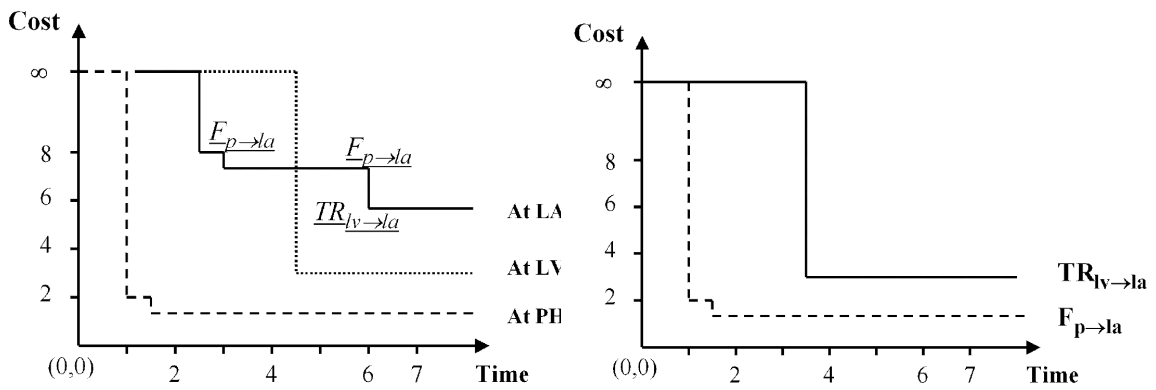 Cost
∞
8
6
4
2
(0,0)
2
4
6
7
Time
F_{p→la}
F_{p→la}
TR_{lv→la}
At LA
At LV
At PH
Cost
∞
8
6
4
2
(0,0)
2
4
6
7
Time
TR_{lv→la}
F_{p→la}